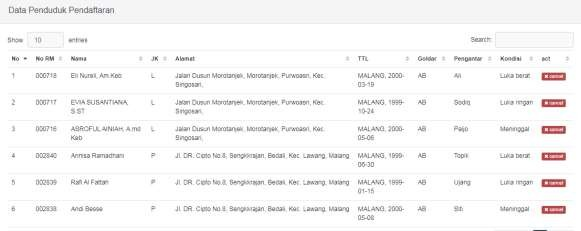 Data Penduduk Pendaftaran
Show 10 entries Search:
No No RM Nama JK Alamat TTL Goldar Pengantar Kondisi act
1 000718 Eli Nureli, Am.Keb L Jalan Dusun Morotanjek, Morotanjek, Purwoasri, Kec. MALANG, 2000- AB Ali Luka berat cancel
Singosari, 03-19
2 000717 EVIA SUSANTIANA, L Jalan Dusun Morotanjek, Morotanjek, Purwoasri, Kec. MALANG, 1999- AB Sodiq Luka ringan cancel
S.ST Singosari, 10-24
3 000716 ASROFUL AINIAH, A.md L Jalan Dusun Morotanjek, Morotanjek, Purwoasri, Kec. MALANG, 2000- AB Paijo Meninggal cancel
Keb Singosari, 05-06
4 002840 Annisa Ramadhani P Jl. DR. Cipto No.8, Sengkrirajan, Bedali, Kec. Lawang, Malang MALANG, 1999- AB Topik Luka berat cancel
06-30
5 002839 Rafi Al Fattan P Jl. DR. Cipto No.8, Sengkrirajan, Bedali, Kec. Lawang, Malang MALANG, 1999- AB Ujang Luka ringan cancel
01-15
6 002838 Andi Besse P Jl. DR. Cipto No.8, Sengkrirajan, Bedali, Kec. Lawang, Malang MALANG, 2000- AB Siti Meninggal cancel
05-08